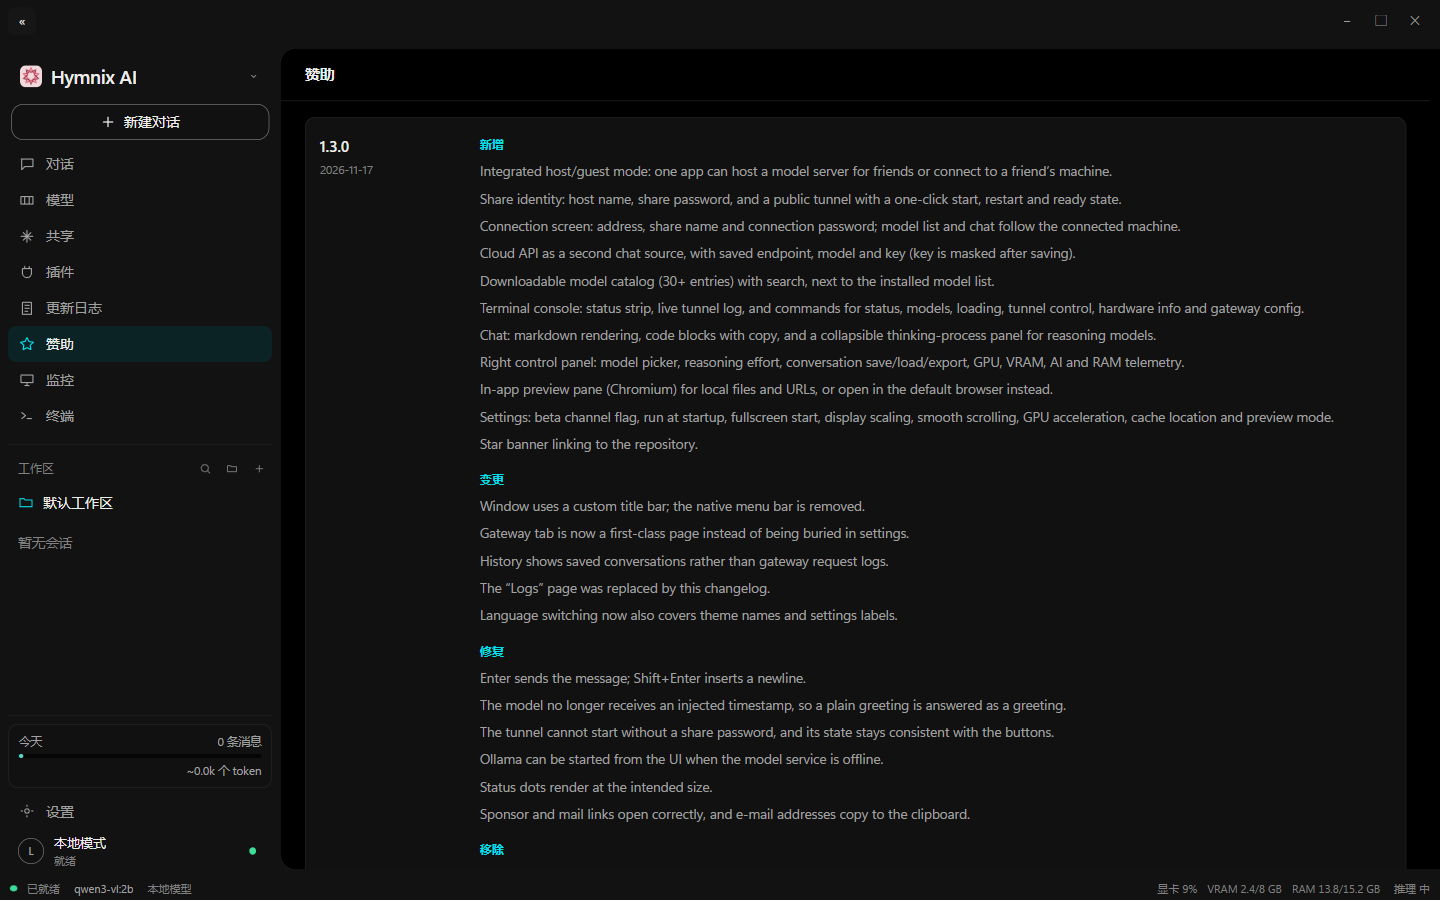 «
Hymnix AI
新建对话
对话
模型
共享
插件
更新日志
赞助
监控
终端
工作区
默认工作区
暂无会话
今天 0 条消息
~0.0k 个 token
设置
L 本地模式
就绪
赞助
1.3.0
2026-11-17
新增
Integrated host/guest mode: one app can host a model server for friends or connect to a friend’s machine.
Share identity: host name, share password, and a public tunnel with a one-click start, restart and ready state.
Connection screen: address, share name and connection password; model list and chat follow the connected machine.
Cloud API as a second chat source, with saved endpoint, model and key (key is masked after saving).
Downloadable model catalog (30+ entries) with search, next to the installed model list.
Terminal console: status strip, live tunnel log, and commands for status, models, loading, tunnel control, hardware info and gateway config.
Chat: markdown rendering, code blocks with copy, and a collapsible thinking-process panel for reasoning models.
Right control panel: model picker, reasoning effort, conversation save/load/export, GPU, VRAM, AI and RAM telemetry.
In-app preview pane (Chromium) for local files and URLs, or open in the default browser instead.
Settings: beta channel flag, run at startup, fullscreen start, display scaling, smooth scrolling, GPU acceleration, cache location and preview mode.
Star banner linking to the repository.
变更
Window uses a custom title bar; the native menu bar is removed.
Gateway tab is now a first-class page instead of being buried in settings.
History shows saved conversations rather than gateway request logs.
The “Logs” page was replaced by this changelog.
Language switching now also covers theme names and settings labels.
修复
Enter sends the message; Shift+Enter inserts a newline.
The model no longer receives an injected timestamp, so a plain greeting is answered as a greeting.
The tunnel cannot start without a share password, and its state stays consistent with the buttons.
Ollama can be started from the UI when the model service is offline.
Status dots render at the intended size.
Sponsor and mail links open correctly, and e-mail addresses copy to the clipboard.
移除
已就绪 qwen3-vl:2b 本地模型 显卡 9% VRAM 2.4/8 GB RAM 13.8/15.2 GB 推理 中